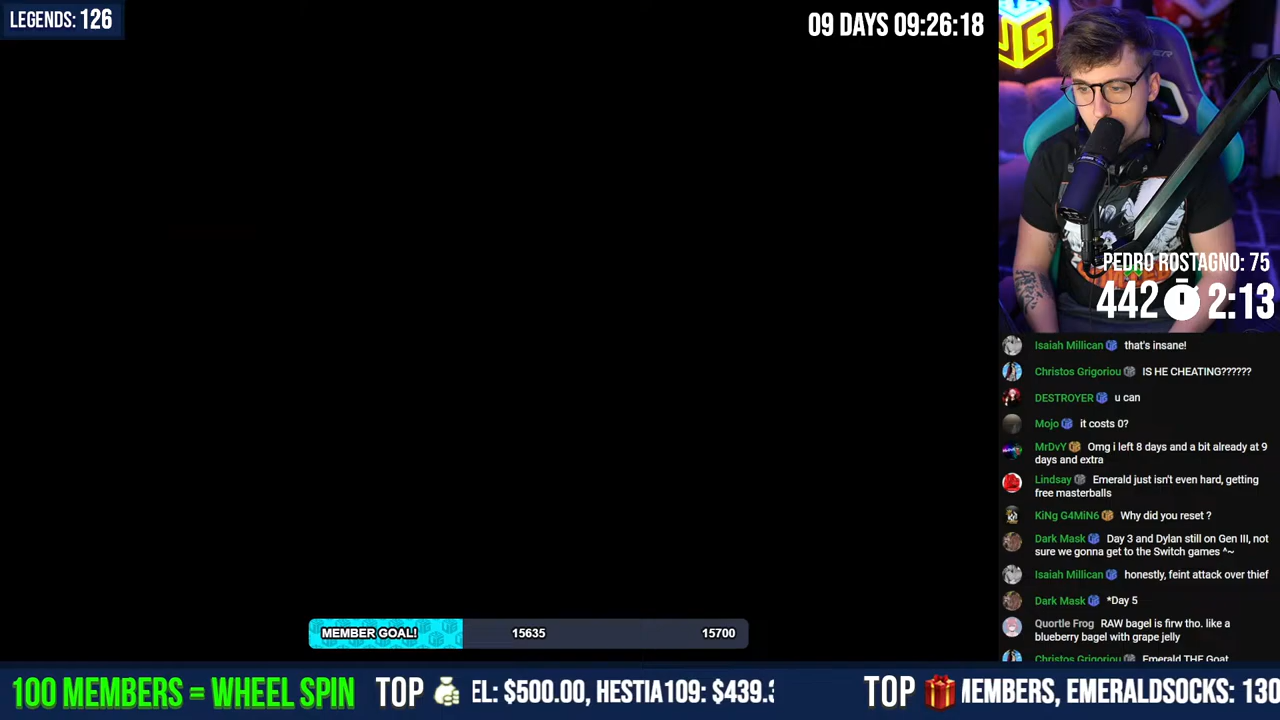 LEGENDS: 126
09 DAYS 09:26:18
PEDRO ROSTAGNO: 75
442 2:13
Isaiah Millican that's insane!
Christos Grigoriou IS HE CHEATING??????
DESTROYER u can
Mojo it costs 0?
MrDvY Omg i left 8 days and a bit already at 9
days and extra
Lindsay Emerald just isn't even hard, getting
free masterballs
KiNg G4MiN6 Why did you reset ?
Dark Mask Day 3 and Dylan still on Gen III, not
sure we gonna get to the Switch games ^~
Isaiah Millican honestly, feint attack over thief
Dark Mask *Day 5
Quortle Frog RAW bagel is firw tho. like a
blueberry bagel with grape jelly
Christos Grigoriou Emerald THE Goat
MEMBER GOAL! 15635 15700
100 MEMBERS = WHEEL SPIN TOP EL: $500.00, HESTIA109: $439.3 TOP MEMBERS, EMERALDSOCKS: 130